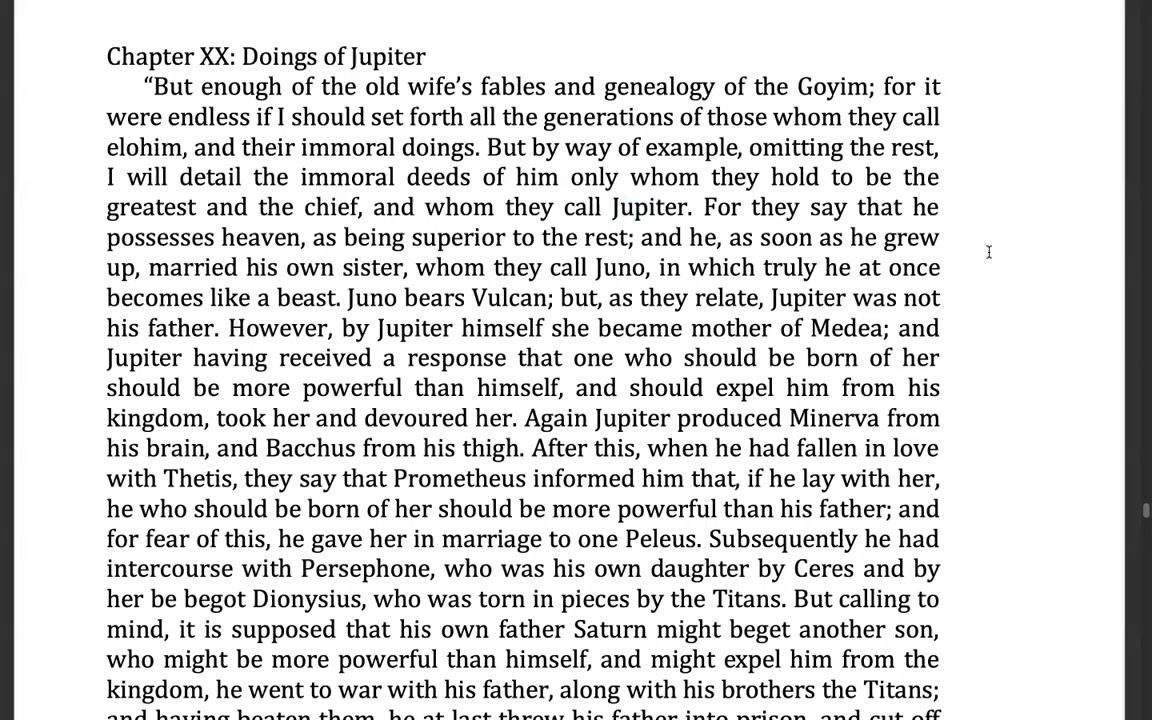 Chapter XX: Doings of Jupiter
“But enough of the old wife’s fables and genealogy of the Goyim; for it
were endless if I should set forth all the generations of those whom they call
elohim, and their immoral doings. But by way of example, omitting the rest,
I will detail the immoral deeds of him only whom they hold to be the
greatest and the chief, and whom they call Jupiter. For they say that he
possesses heaven, as being superior to the rest; and he, as soon as he grew
up, married his own sister, whom they call Juno, in which truly he at once
becomes like a beast. Juno bears Vulcan; but, as they relate, Jupiter was not
his father. However, by Jupiter himself she became mother of Medea; and
Jupiter having received a response that one who should be born of her
should be more powerful than himself, and should expel him from his
kingdom, took her and devoured her. Again Jupiter produced Minerva from
his brain, and Bacchus from his thigh. After this, when he had fallen in love
with Thetis, they say that Prometheus informed him that, if he lay with her,
he who should be born of her should be more powerful than his father; and
for fear of this, he gave her in marriage to one Peleus. Subsequently he had
intercourse with Persephone, who was his own daughter by Ceres and by
her be begot Dionysius, who was torn in pieces by the Titans. But calling to
mind, it is supposed that his own father Saturn might beget another son,
who might be more powerful than himself, and might expel him from the
kingdom, he went to war with his father, along with his brothers the Titans;
and having beaten them, he at last threw his father into prison, and cut off